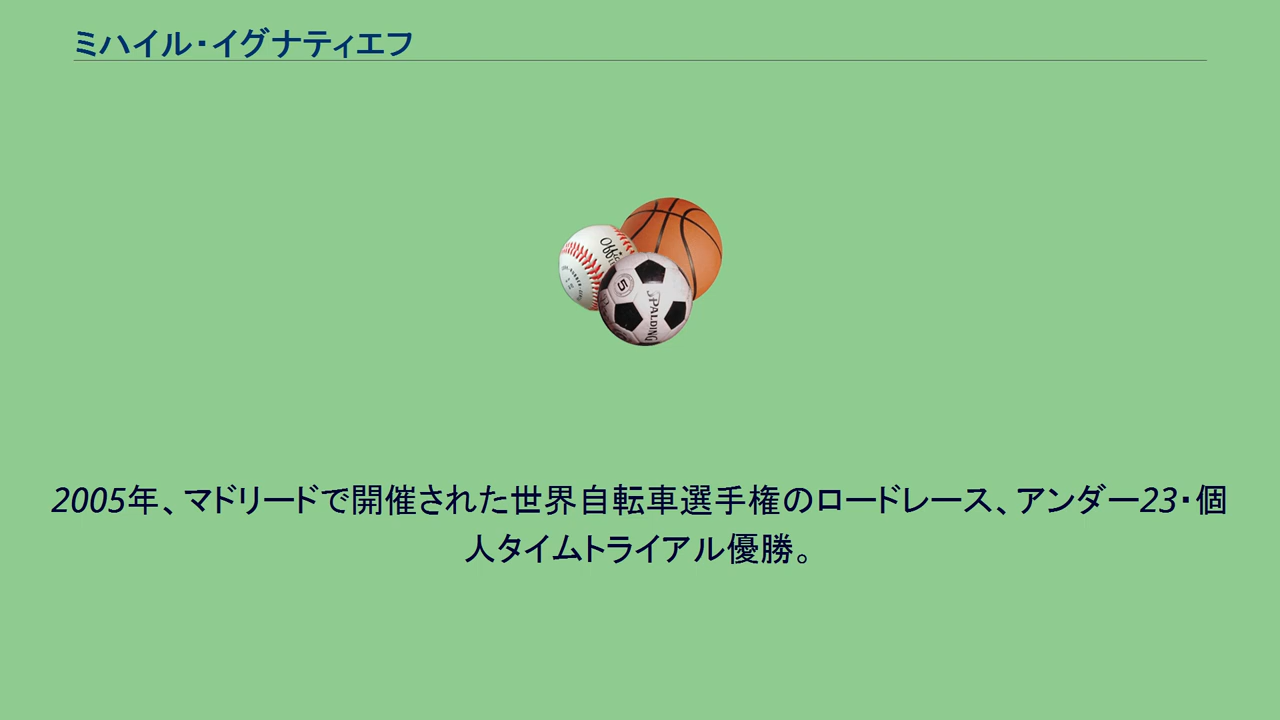 ミハイル・イグナティエフ
5
SPALDING
2005年、マドリードで開催された世界自転車選手権のロードレース、アンダー23・個
人タイムトライアル優勝。